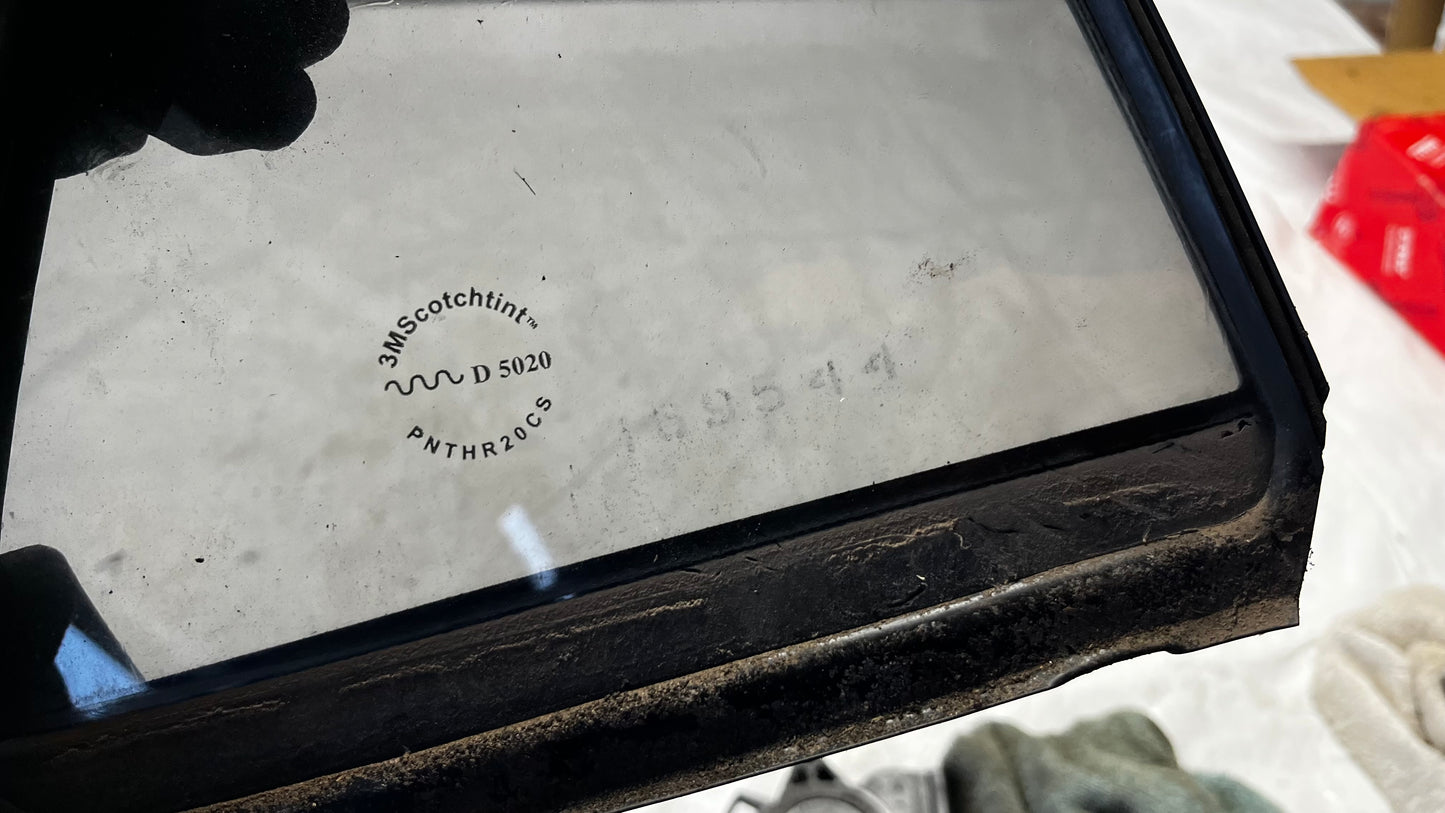 3MScotchtint™
D 5020
PNTHR20CS